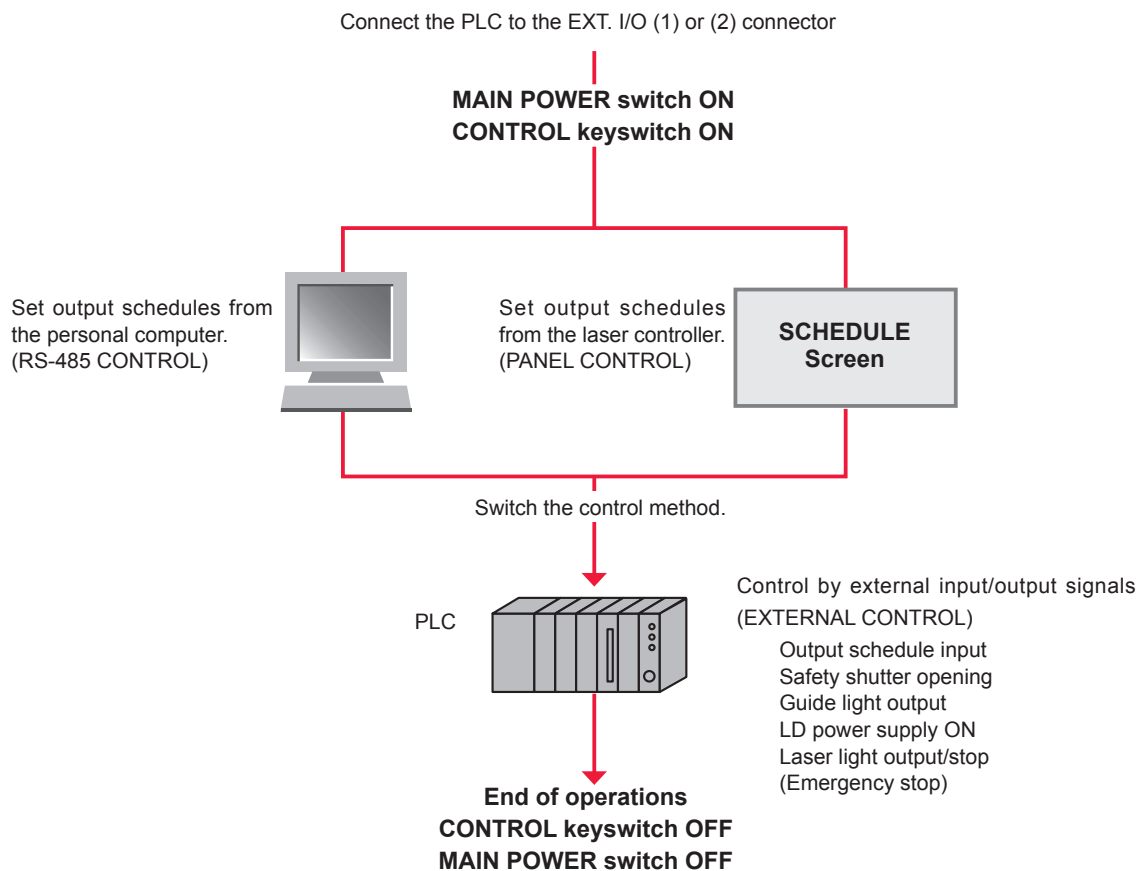 Connect the PLC to the EXT. I/O (1) or (2) connector
MAIN POWER switch ON
CONTROL keyswitch ON
Set output schedules from
the personal computer.
(RS-485 CONTROL)
Set output schedules
from the laser controller.
(PANEL CONTROL)
SCHEDULE
Screen
Switch the control method.
PLC
Control by external input/output signals
(EXTERNAL CONTROL)
Output schedule input
Safety shutter opening
Guide light output
LD power supply ON
Laser light output/stop
(Emergency stop)
End of operations
CONTROL keyswitch OFF
MAIN POWER switch OFF